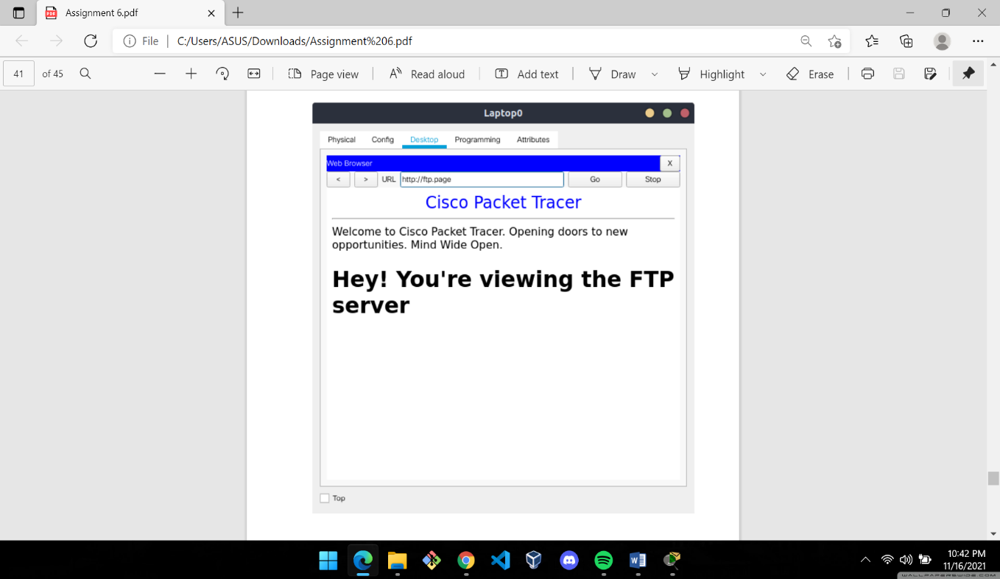 Assignment 6.pdf
File
C:/Users/ASUS/Downloads/Assignment%206.pdf
41 of 45
Page view
Read aloud
Add text
Draw
Highlight
Erase
Laptop0
Physical Config Desktop Programming Attributes
Web Browser X
< > URL http://ftp.page Go Stop
Cisco Packet Tracer
Welcome to Cisco Packet Tracer. Opening doors to new
opportunities. Mind Wide Open.
Hey! You're viewing the FTP
server
Top
10:42 PM
11/16/2021
WALLPAPERSWIDE.COM